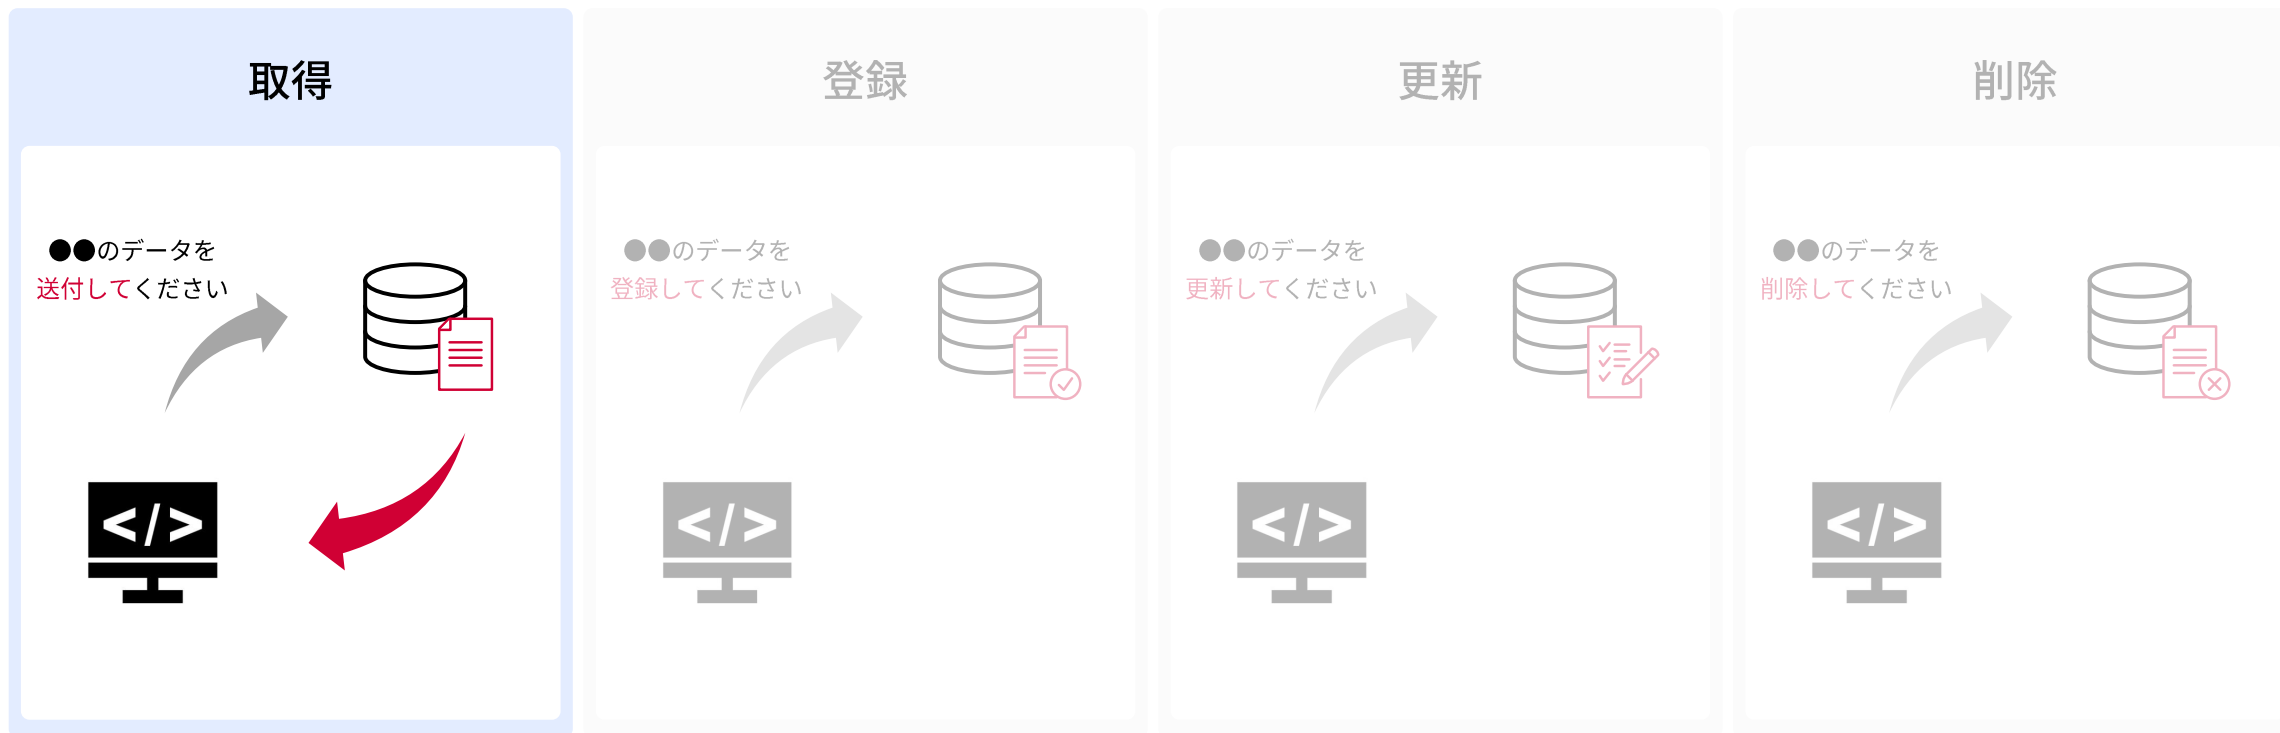 取得
●●のデータを
送付してください
</>
登録
●●のデータを
登録してください
</>
更新
●●のデータを
更新してください
</>
削除
●●のデータを
削除してください
</>